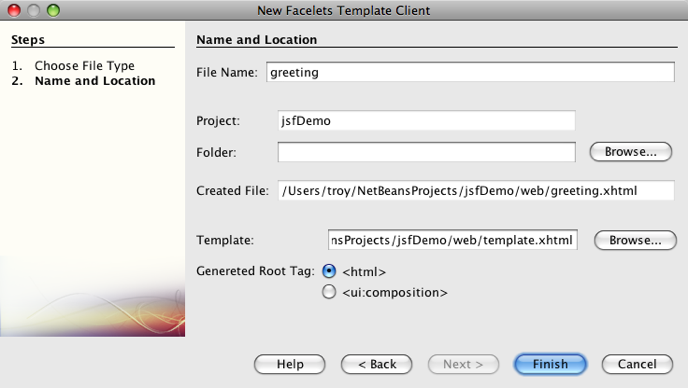 New Facelets Template Client
Steps
1. Choose File Type
2. Name and Location
Name and Location
File Name: greeting
Project: jsfDemo
Folder: Browse...
Created File: /Users/troy/NetBeansProjects/jsfDemo/web/greeting.xhtml
Template: nsProjects/jsfDemo/web/template.xhtml Browse...
Genereted Root Tag: <html>
<ui:composition>
Help < Back Next > Finish Cancel